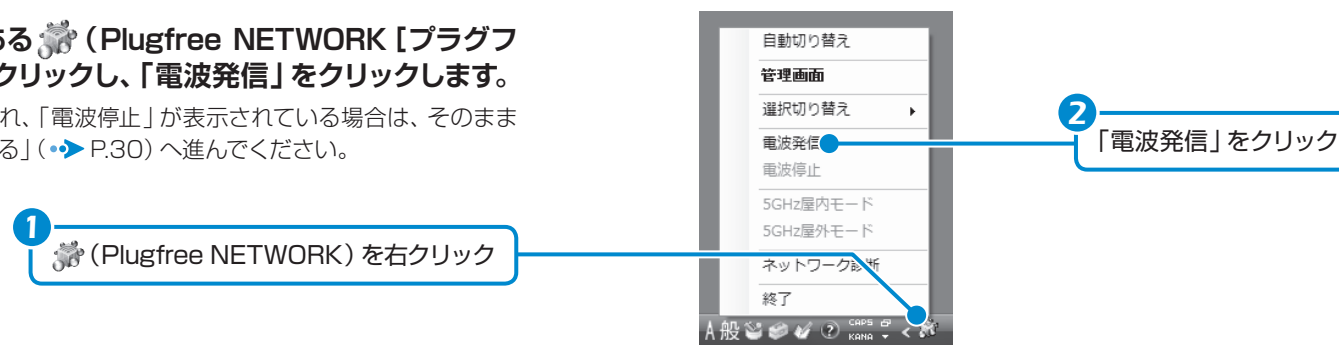 ある (Plugfree NETWORK [プラグフ
クリックし、「電波発信」をクリックします。
れ、「電波停止」が表示されている場合は、そのまま
る」( P.30) へ進んでください。
1
(Plugfree NETWORK) を右クリック
自動切り替え
管理画面
選択切り替え
電波発信
電波停止
5GHz屋内モード
5GHz屋外モード
ネットワーク診断
終了
A 般 CAPS KANA
2
「電波発信」をクリック